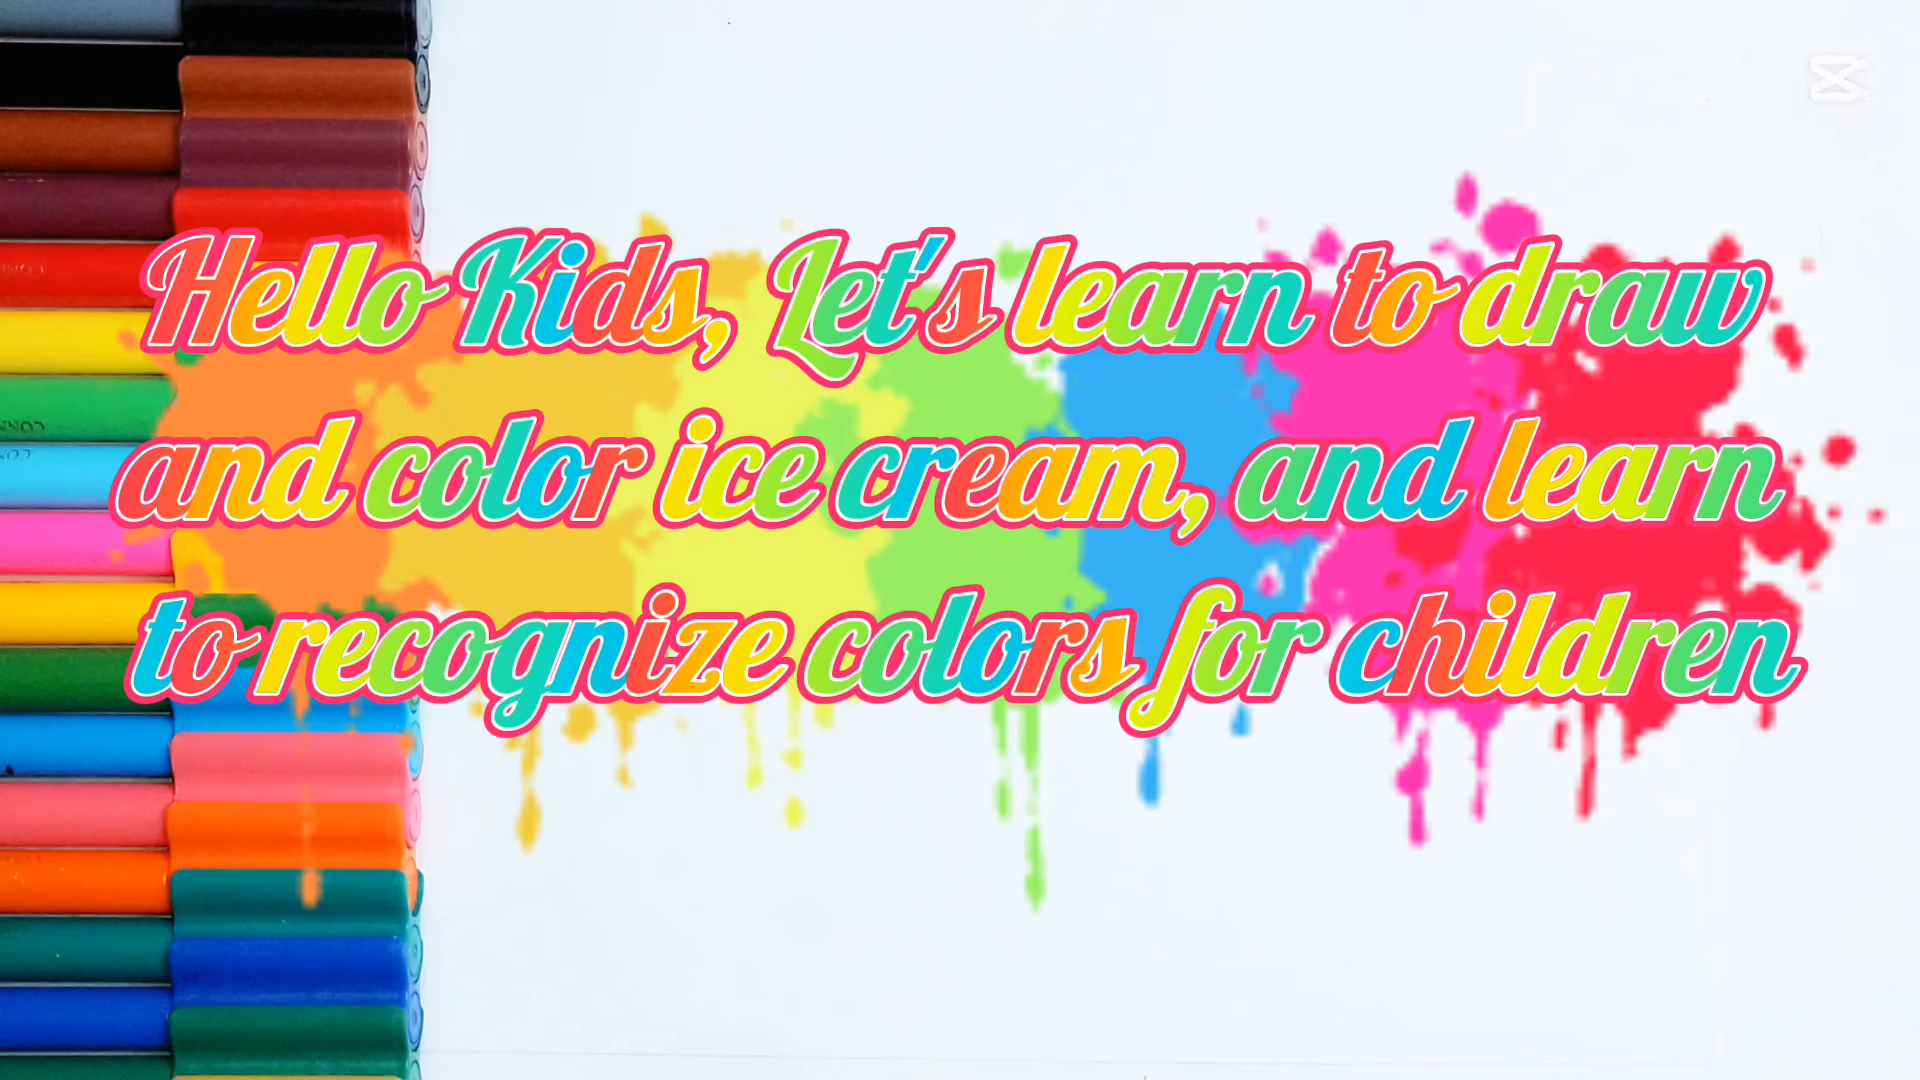 Hello Kids, Let's learn to draw
and color ice cream, and learn
to recognize colors for children